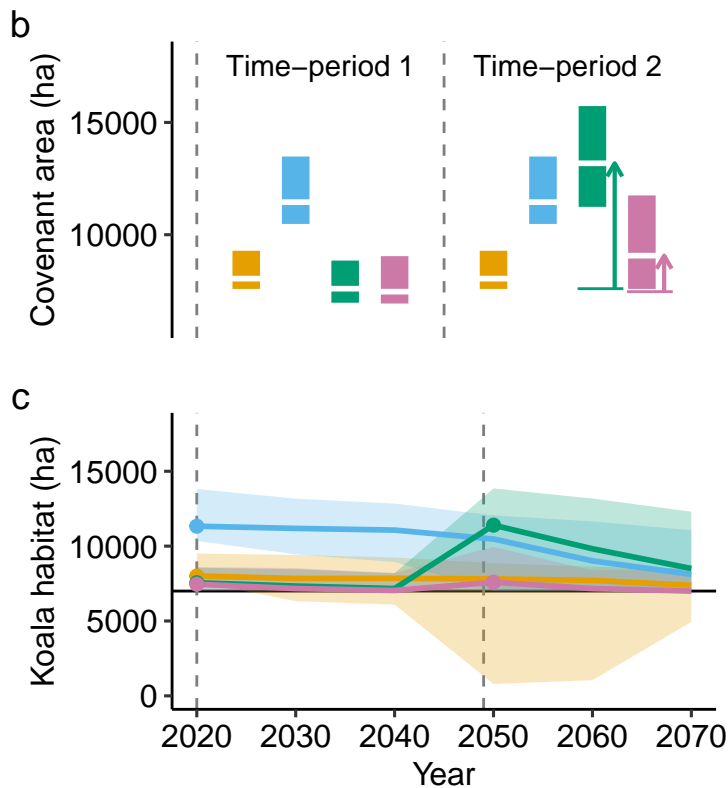 b
Time−period 1
Time−period 2
Covenant area (ha)
15000
10000
c
Koala habitat (ha)
15000
10000
5000
0
2020 2030 2040 2050 2060 2070
Year